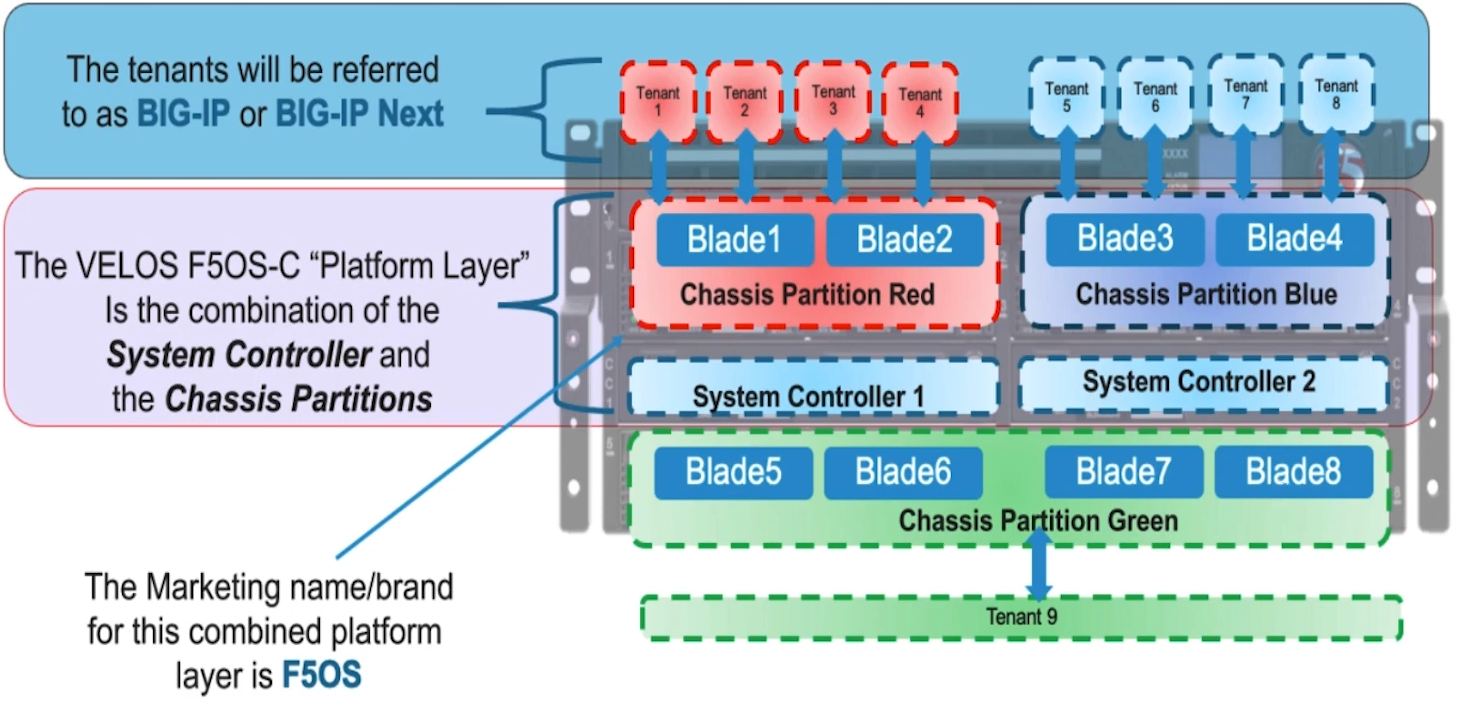 The tenants will be referred
to as BIG-IP or BIG-IP Next
Tenant
1
Tenant
2
Tenant
3
Tenant
4
Tenant
5
Tenant
6
Tenant
7
Tenant
8
XXXX
The VELOS F5OS-C “Platform Layer”
Is the combination of the
System Controller and
the Chassis Partitions
Blade1
Blade2
Chassis Partition Red
Blade3
Blade4
Chassis Partition Blue
System Controller 1
System Controller 2
Blade5
Blade6
Blade7
Blade8
Chassis Partition Green
Tenant 9
The Marketing name/brand
for this combined platform
layer is F5OS